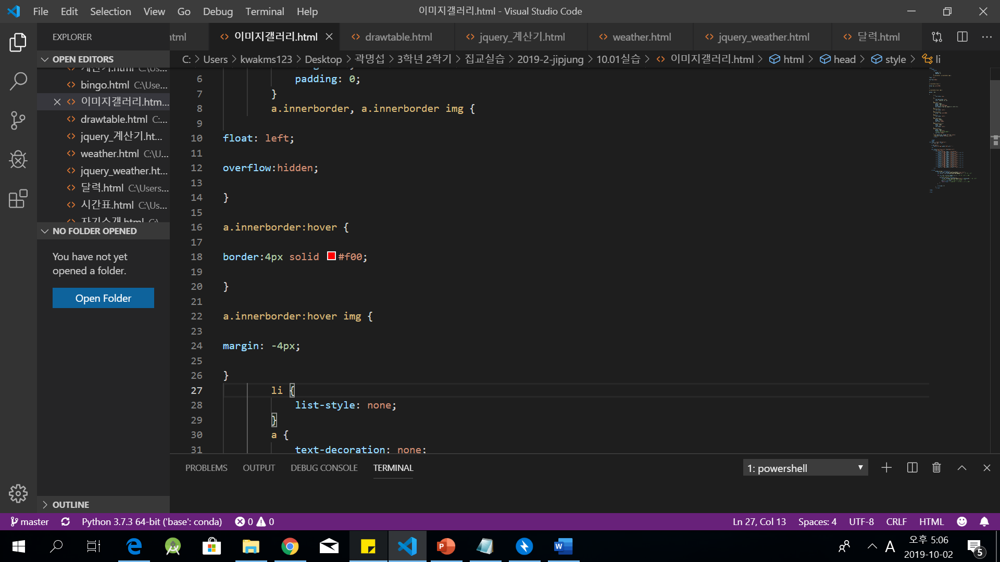 File Edit Selection View Go Debug Terminal Help
이미지갤러리.html - Visual Studio Code
EXPLORER
OPEN EDITORS
bingo.html C:\Use...
이미지갤러리.htm...
drawtable.html C:...
jquery_계산기.ht...
weather.html C:\U...
jquery_weather.ht...
달력.html C:\Users...
시간표.html C:\Us...
NO FOLDER OPENED
You have not yet
opened a folder.
Open Folder
OUTLINE
html
이미지갤러리.html
drawtable.html
jquery_계산기.html
weather.html
jquery_weather.html
달력.html
C: > Users > kwakms123 > Desktop > 곽명섭 > 3학년 2학기 > 집교실습 > 2019-2-jipjung > 10.01실습 > 이미지갤러리.html > html > head > style > li
6 padding: 0;
7 }
8 a.innerborder, a.innerborder img {
9
10 float: left;
11
12 overflow:hidden;
13
14 }
15
16 a.innerborder:hover {
17
18 border:4px solid #f00;
19
20 }
21
22 a.innerborder:hover img {
23
24 margin: -4px;
25
26 }
27 li {
28 list-style: none;
29 }
30 a {
31 text-decoration: none;
PROBLEMS OUTPUT DEBUG CONSOLE TERMINAL
1: powershell
master Python 3.7.3 64-bit ('base': conda) 0 0
Ln 27, Col 13 Spaces: 4 UTF-8 CRLF HTML
A
오후 5:06
2019-10-02
5